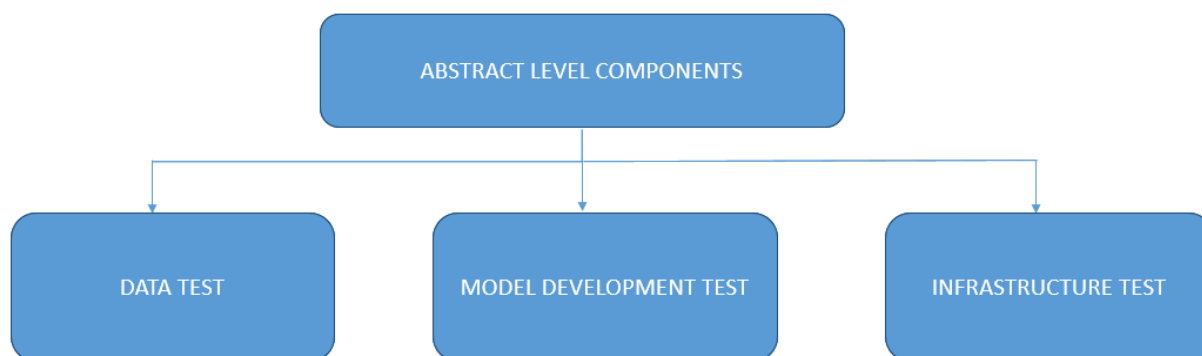 ABSTRACT LEVEL COMPONENTS
DATA TEST
MODEL DEVELOPMENT TEST
INFRASTRUCTURE TEST